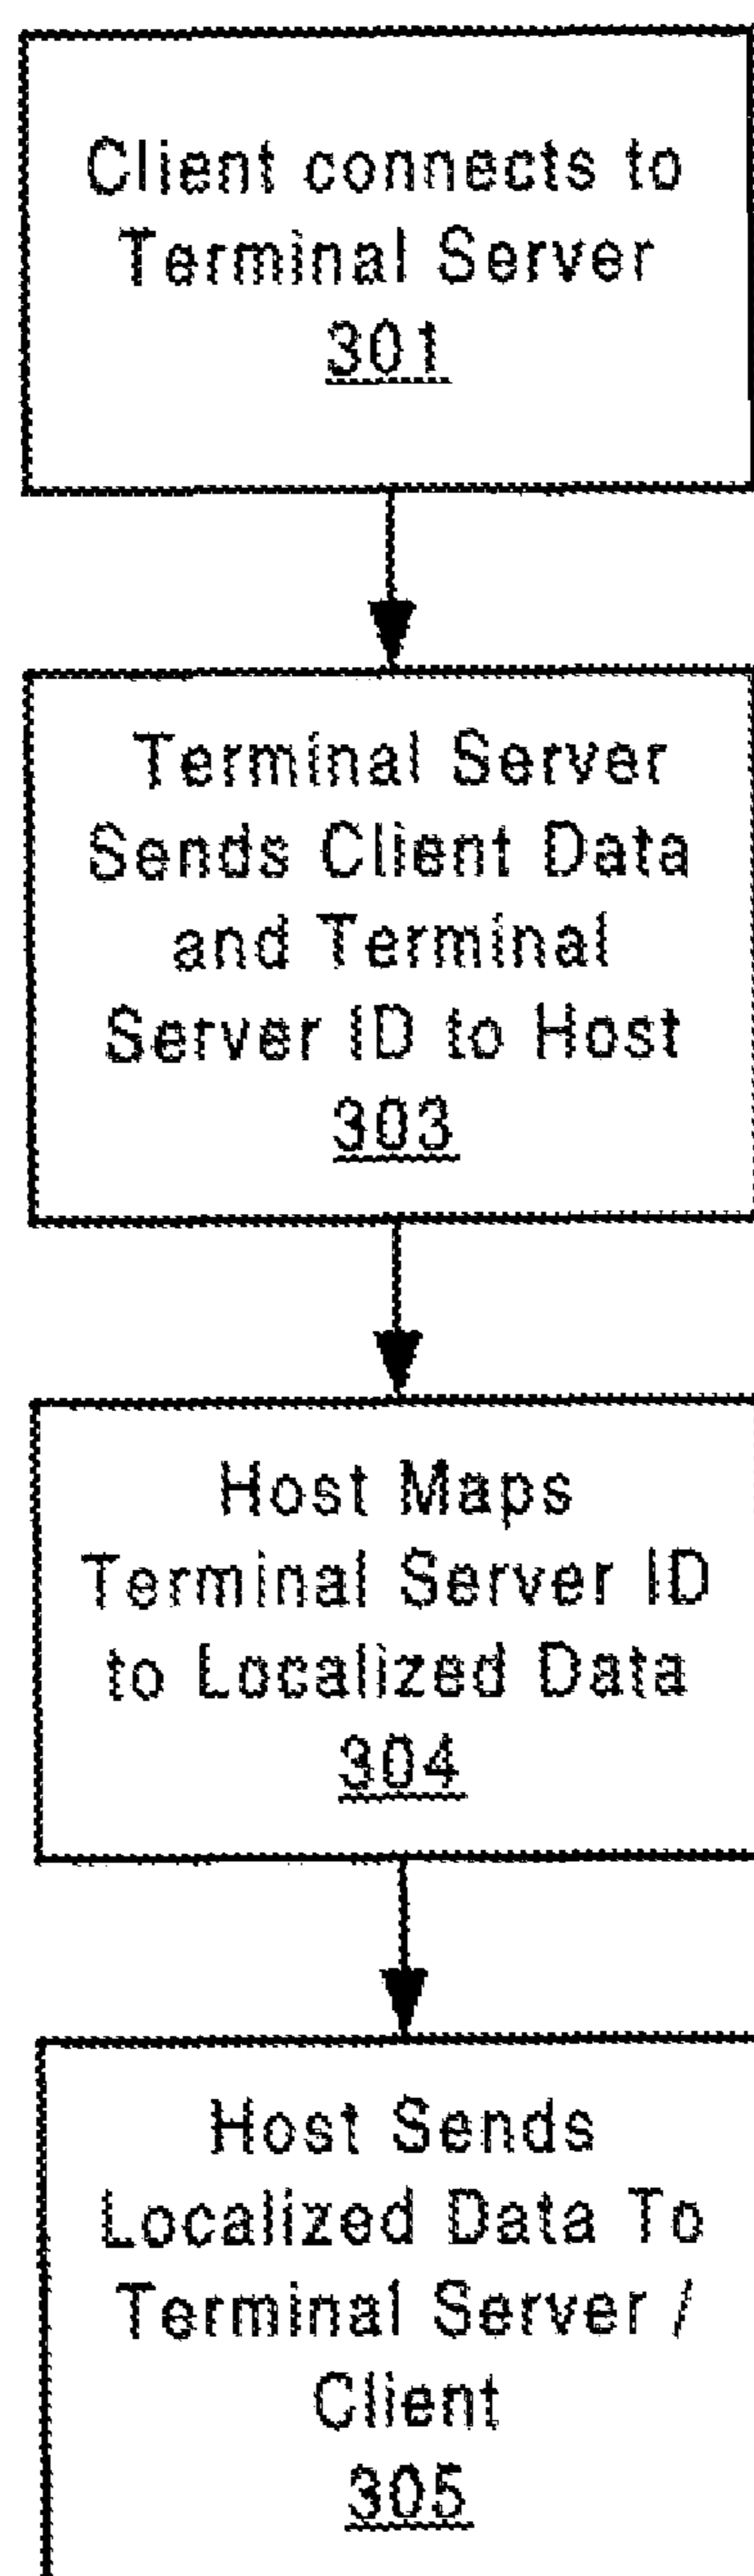 Client connects to
Terminal Server
301
Terminal Server
Sends Client Data
and Terminal
Server ID to Host
303
Host Maps
Terminal Server ID
to Localized Data
304
Host Sends
Localized Data To
Terminal Server /
Client
305